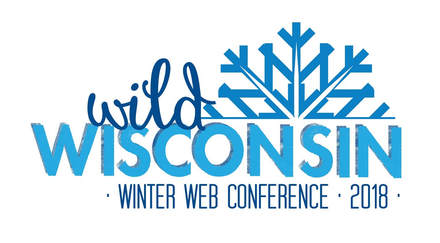 wild
WISCONSIN
· WINTER WEB CONFERENCE · 2018 ·